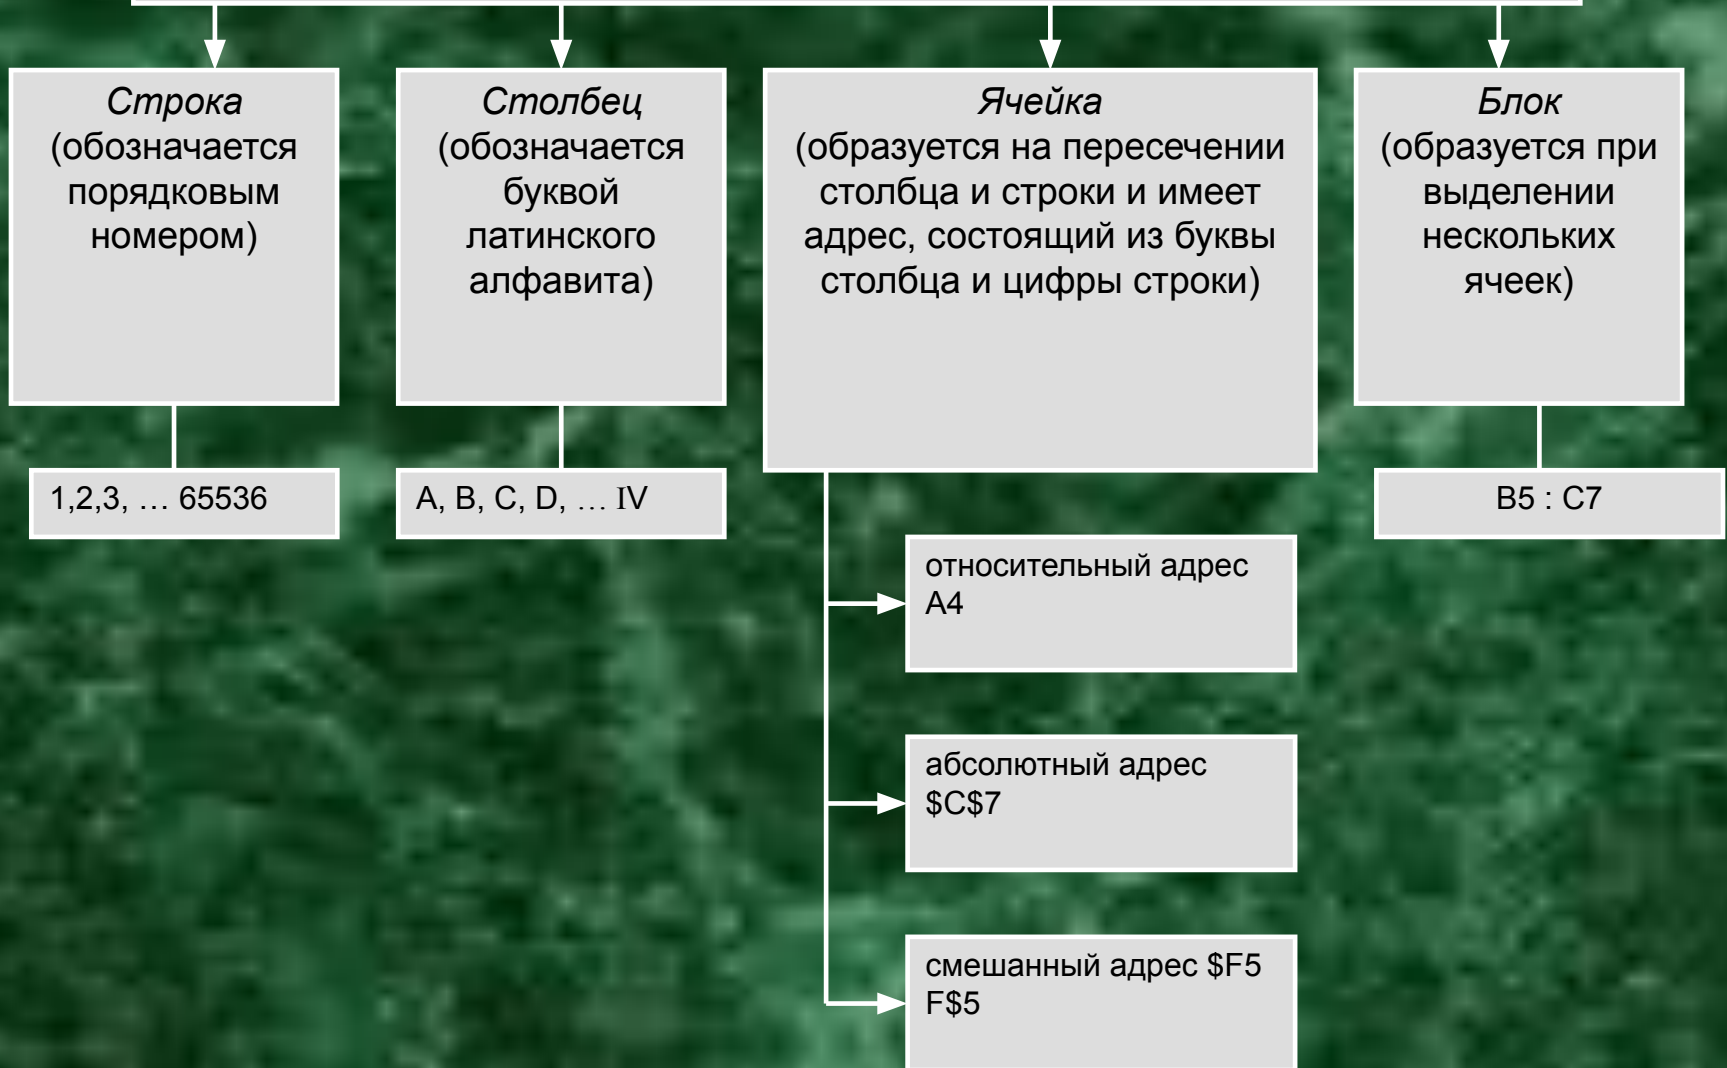 Строка
(обозначается
порядковым
номером)
Столбец
(обозначается
буквой
латинского
алфавита)
Ячейка
(образуется на пересечении
столбца и строки и имеет
адрес, состоящий из буквы
столбца и цифры строки)
Блок
(образуется при
выделении
нескольких
ячеек)
1,2,3, … 65536
A, B, C, D, … IV
B5 : C7
относительный адрес
A4
абсолютный адрес
$C$7
смешанный адрес $F5
F$5